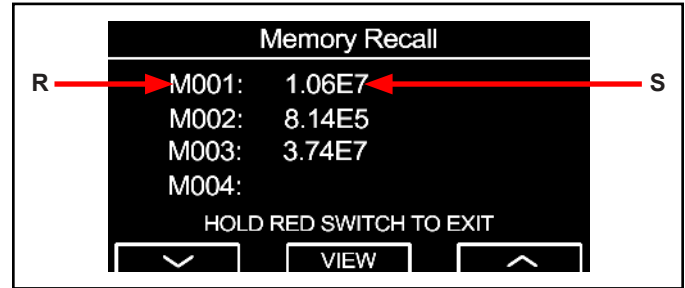 Memory Recall
R M001: 1.06E7 S
M002: 8.14E5
M003: 3.74E7
M004:
HOLD RED SWITCH TO EXIT
VIEW